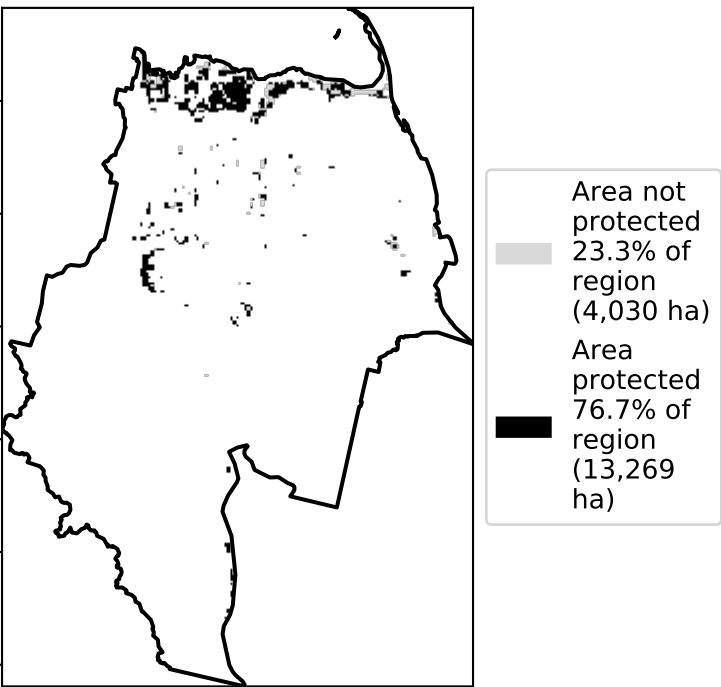 Area not
protected
23.3% of
region
(4,030 ha)
Area
protected
76.7% of
region
(13,269
ha)